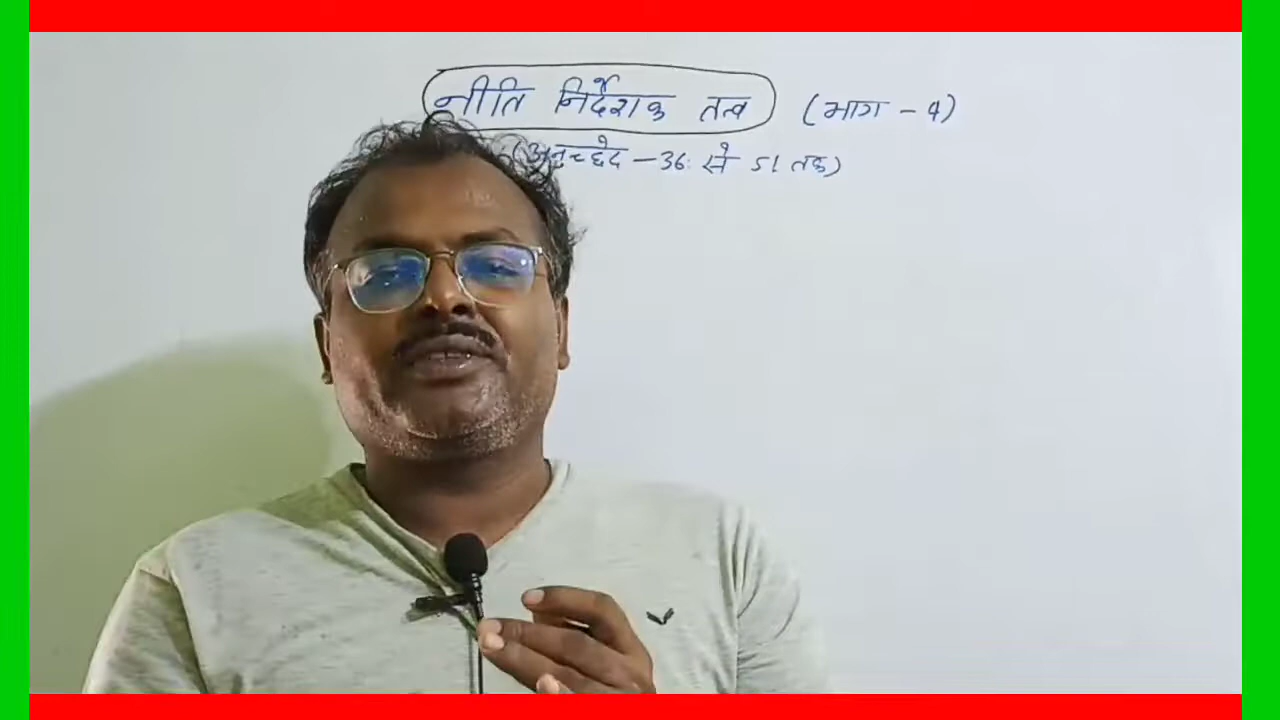 नीति निर्देशक तत्व (भाग - 4)
(अनुच्छेद - 36 से 51 तक)